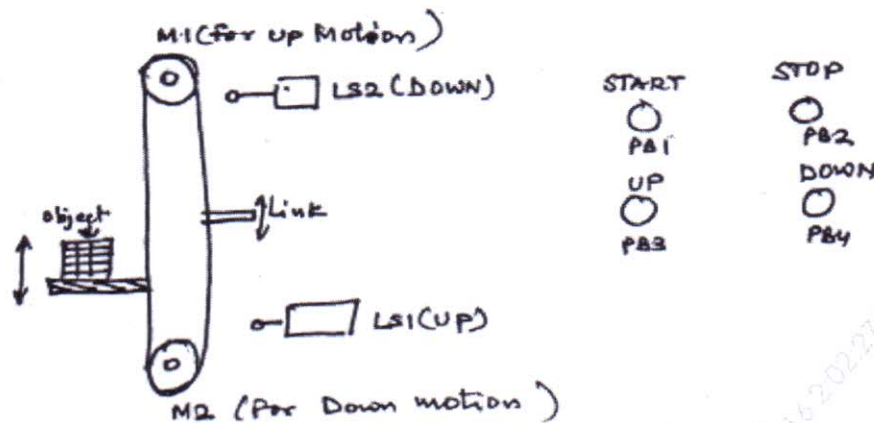 M1 (for up Motion)
LS2 (DOWN)
START
STOP
PB1
PB2
UP
DOWN
PB3
PB4
object
Link
LS1 (UP)
M2 (For Down motion)